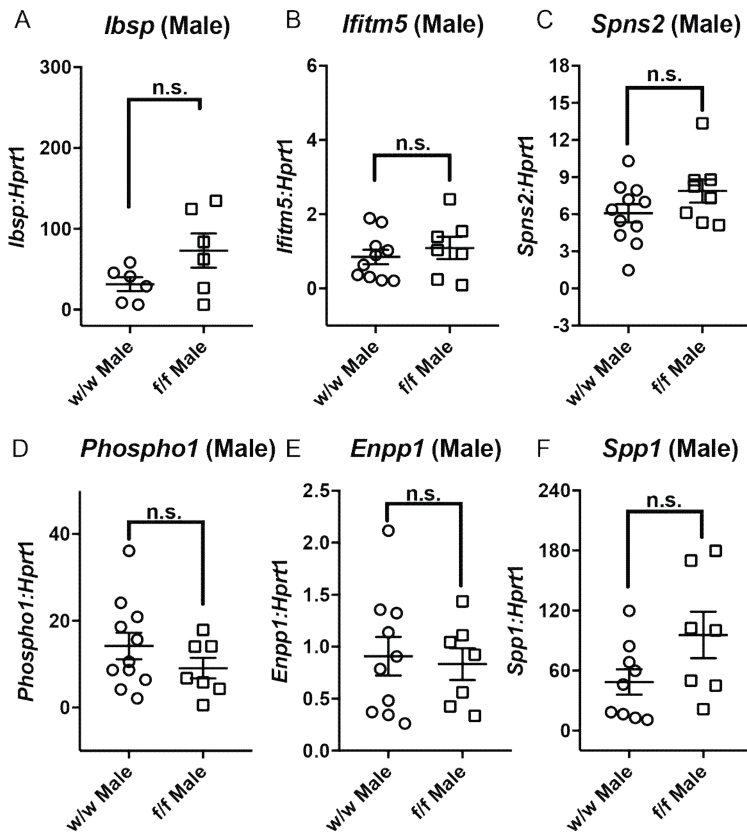 A
Ibsp (Male)
Ibsp:Hprt1
300
200
100
0
n.s.
w/w Male
f/f Male
B
Ifitm5 (Male)
Ifitm5:Hprt1
6
4
2
0
n.s.
w/w Male
f/f Male
C
Spns2 (Male)
Spns2:Hprt1
18
15
12
9
6
3
0
-3
n.s.
w/w Male
f/f Male
D
Phospho1 (Male)
Phospho1:Hprt1
40
20
0
n.s.
w/w Male
f/f Male
E
Enpp1 (Male)
Enpp1:Hprt1
2.5
2.0
1.5
1.0
0.5
0.0
n.s.
w/w Male
f/f Male
F
Spp1 (Male)
Spp1:Hprt1
240
180
120
60
0
n.s.
w/w Male
f/f Male